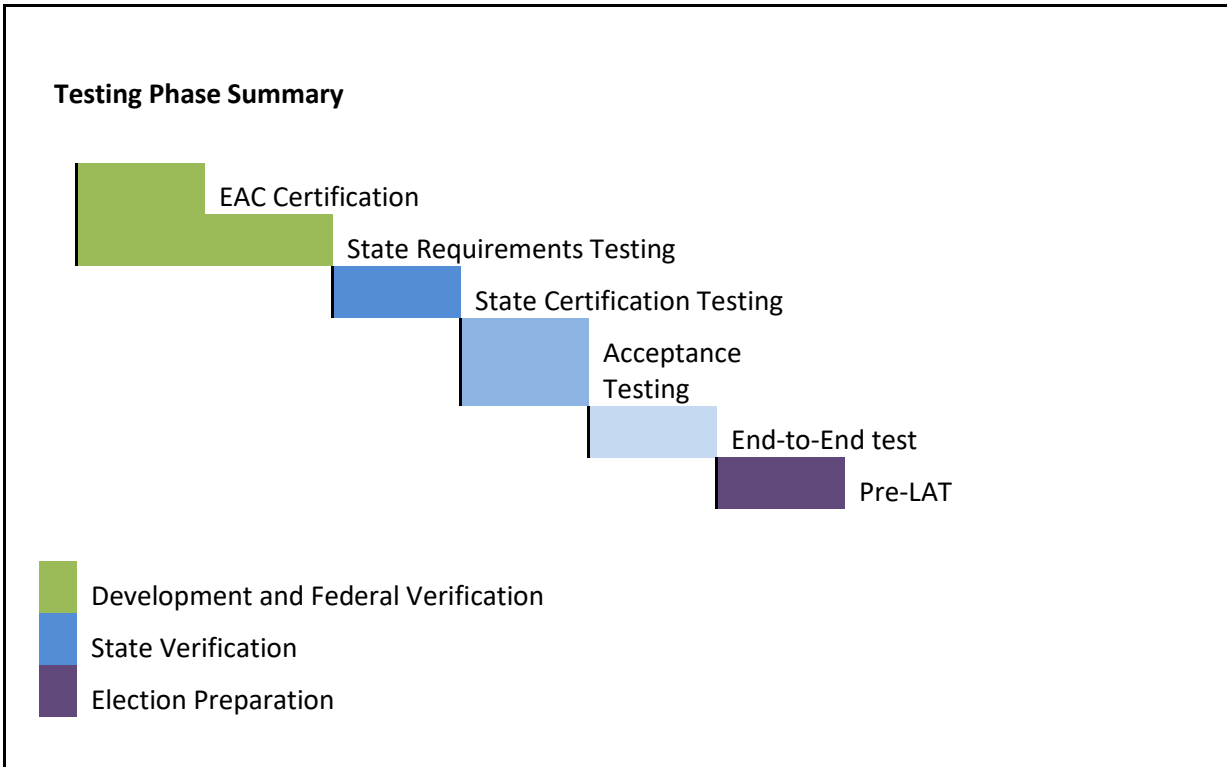 Testing Phase Summary
EAC Certification
State Requirements Testing
State Certification Testing
Acceptance
Testing
End-to-End test
Pre-LAT
Development and Federal Verification
State Verification
Election Preparation